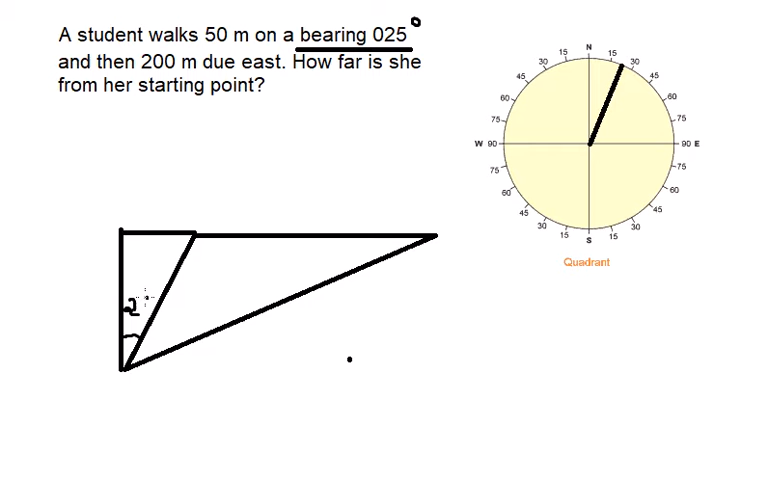 A student walks 50 m on a bearing 025°
and then 200 m due east. How far is she
from her starting point?
N
15 15
30 30
45 45
60 60
75 75
W 90 90 E
75 75
60 60
45 45
30 30
15 15
S
Quadrant
2